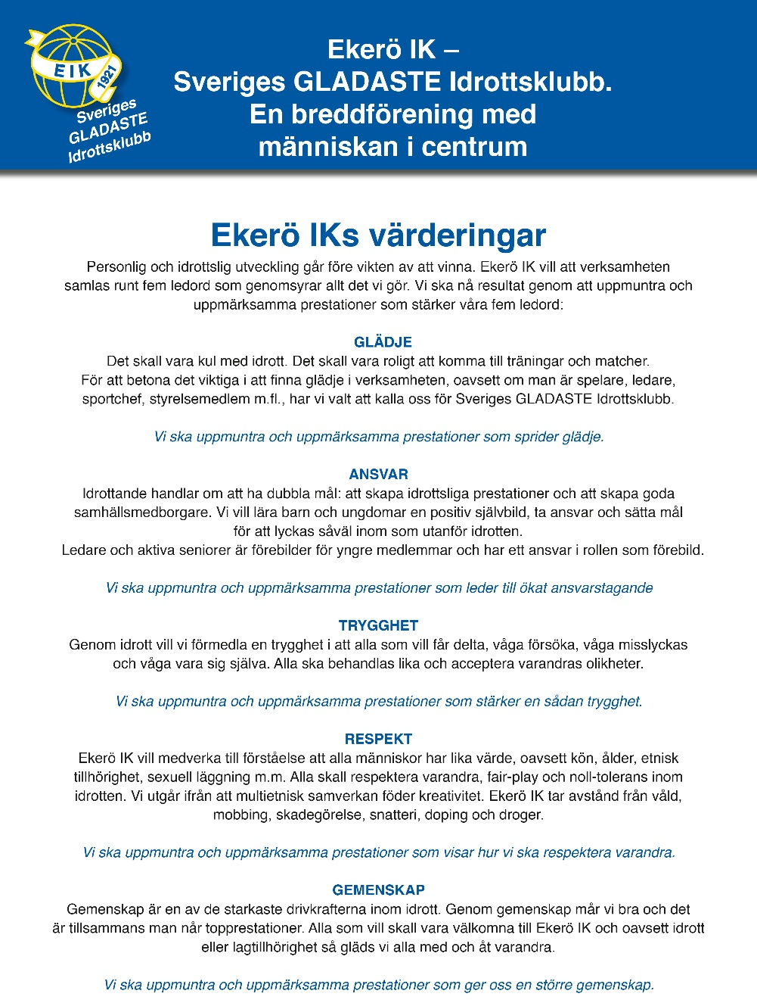 EIK
1921
Sveriges
GLADASTE
Idrottsklubb
Ekerö IK –
Sveriges GLADASTE Idrottsklubb.
En breddförening med
människan i centrum
Ekerö IKs värderingar
Personlig och idrottslig utveckling går före vikten av att vinna. Ekerö IK vill att verksamheten
samlas runt fem ledord som genomsyrar allt det vi gör. Vi ska nå resultat genom att uppmuntra och
uppmärksamma prestationer som stärker våra fem ledord:
GLÄDJE
Det skall vara kul med idrott. Det skall vara roligt att komma till träningar och matcher.
För att betona det viktiga i att finna glädje i verksamheten, oavsett om man är spelare, ledare,
sportchef, styrelsemedlem m.fl., har vi valt att kalla oss för Sveriges GLADASTE Idrottsklubb.
Vi ska uppmuntra och uppmärksamma prestationer som sprider glädje.
ANSVAR
Idrottande handlar om att ha dubbla mål: att skapa idrottsliga prestationer och att skapa goda
samhällsmedborgare. Vi vill lära barn och ungdomar en positiv självbild, ta ansvar och sätta mål
för att lyckas såväl inom som utanför idrotten.
Ledare och aktiva seniorer är förebilder för yngre medlemmar och har ett ansvar i rollen som förebild.
Vi ska uppmuntra och uppmärksamma prestationer som leder till ökat ansvarstagande
TRYGGHET
Genom idrott vill vi förmedla en trygghet i att alla som vill får delta, våga försöka, våga misslyckas
och våga vara sig själva. Alla ska behandlas lika och acceptera varandras olikheter.
Vi ska uppmuntra och uppmärksamma prestationer som stärker en sådan trygghet.
RESPEKT
Ekerö IK vill medverka till förståelse att alla människor har lika värde, oavsett kön, ålder, etnisk
tillhörighet, sexuell läggning m.m. Alla skall respektera varandra, fair-play och noll-tolerans inom
idrotten. Vi utgår ifrån att multietnisk samverkan föder kreativitet. Ekerö IK tar avstånd från våld,
mobbing, skadegörelse, snatteri, doping och droger.
Vi ska uppmuntra och uppmärksamma prestationer som visar hur vi ska respektera varandra.
GEMENSKAP
Gemenskap är en av de starkaste drivkrafterna inom idrott. Genom gemenskap mår vi bra och det
är tillsammans man når topprestationer. Alla som vill skall vara välkomna till Ekerö IK och oavsett idrott
eller lagtillhörighet så gläds vi alla med och åt varandra.
Vi ska uppmuntra och uppmärksamma prestationer som ger oss en större gemenskap.